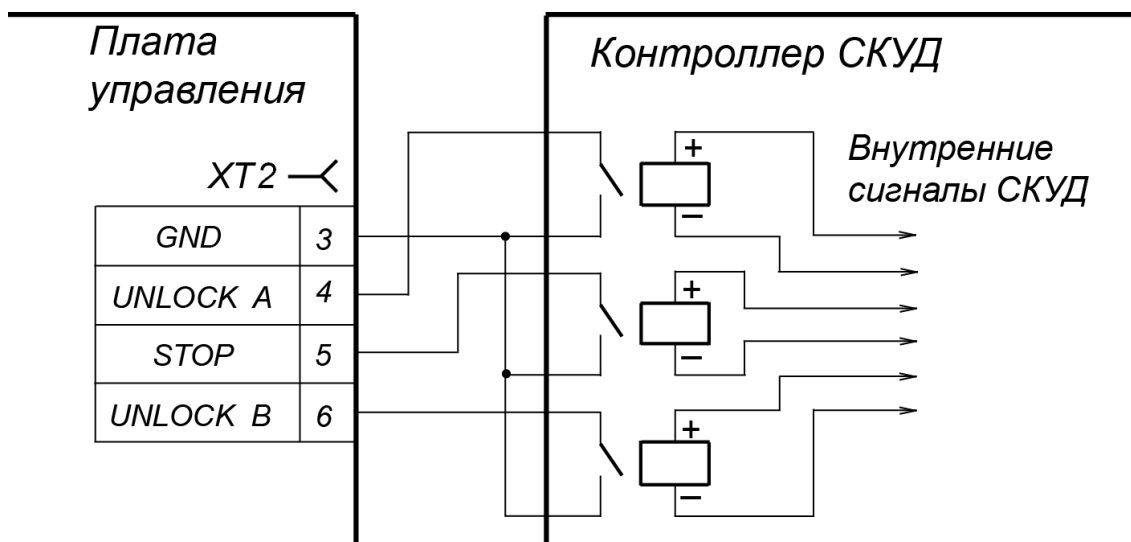 Плата
управления
Контроллер СКУД
XT2
GND 3
UNLOCK A 4
STOP 5
UNLOCK B 6
+
−
+
−
+
−
Внутренние
сигналы СКУД